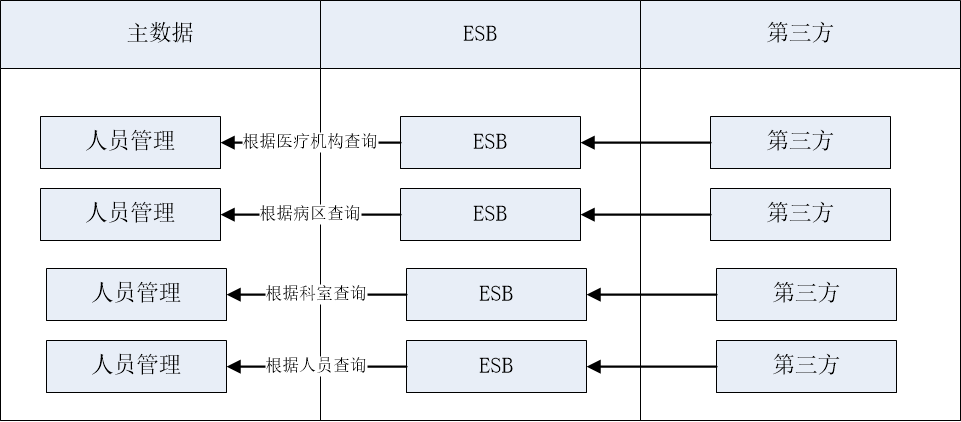 主数据
ESB
第三方
人员管理
根据医疗机构查询
ESB
第三方
人员管理
根据病区查询
ESB
第三方
人员管理
根据科室查询
ESB
第三方
人员管理
根据人员查询
ESB
第三方